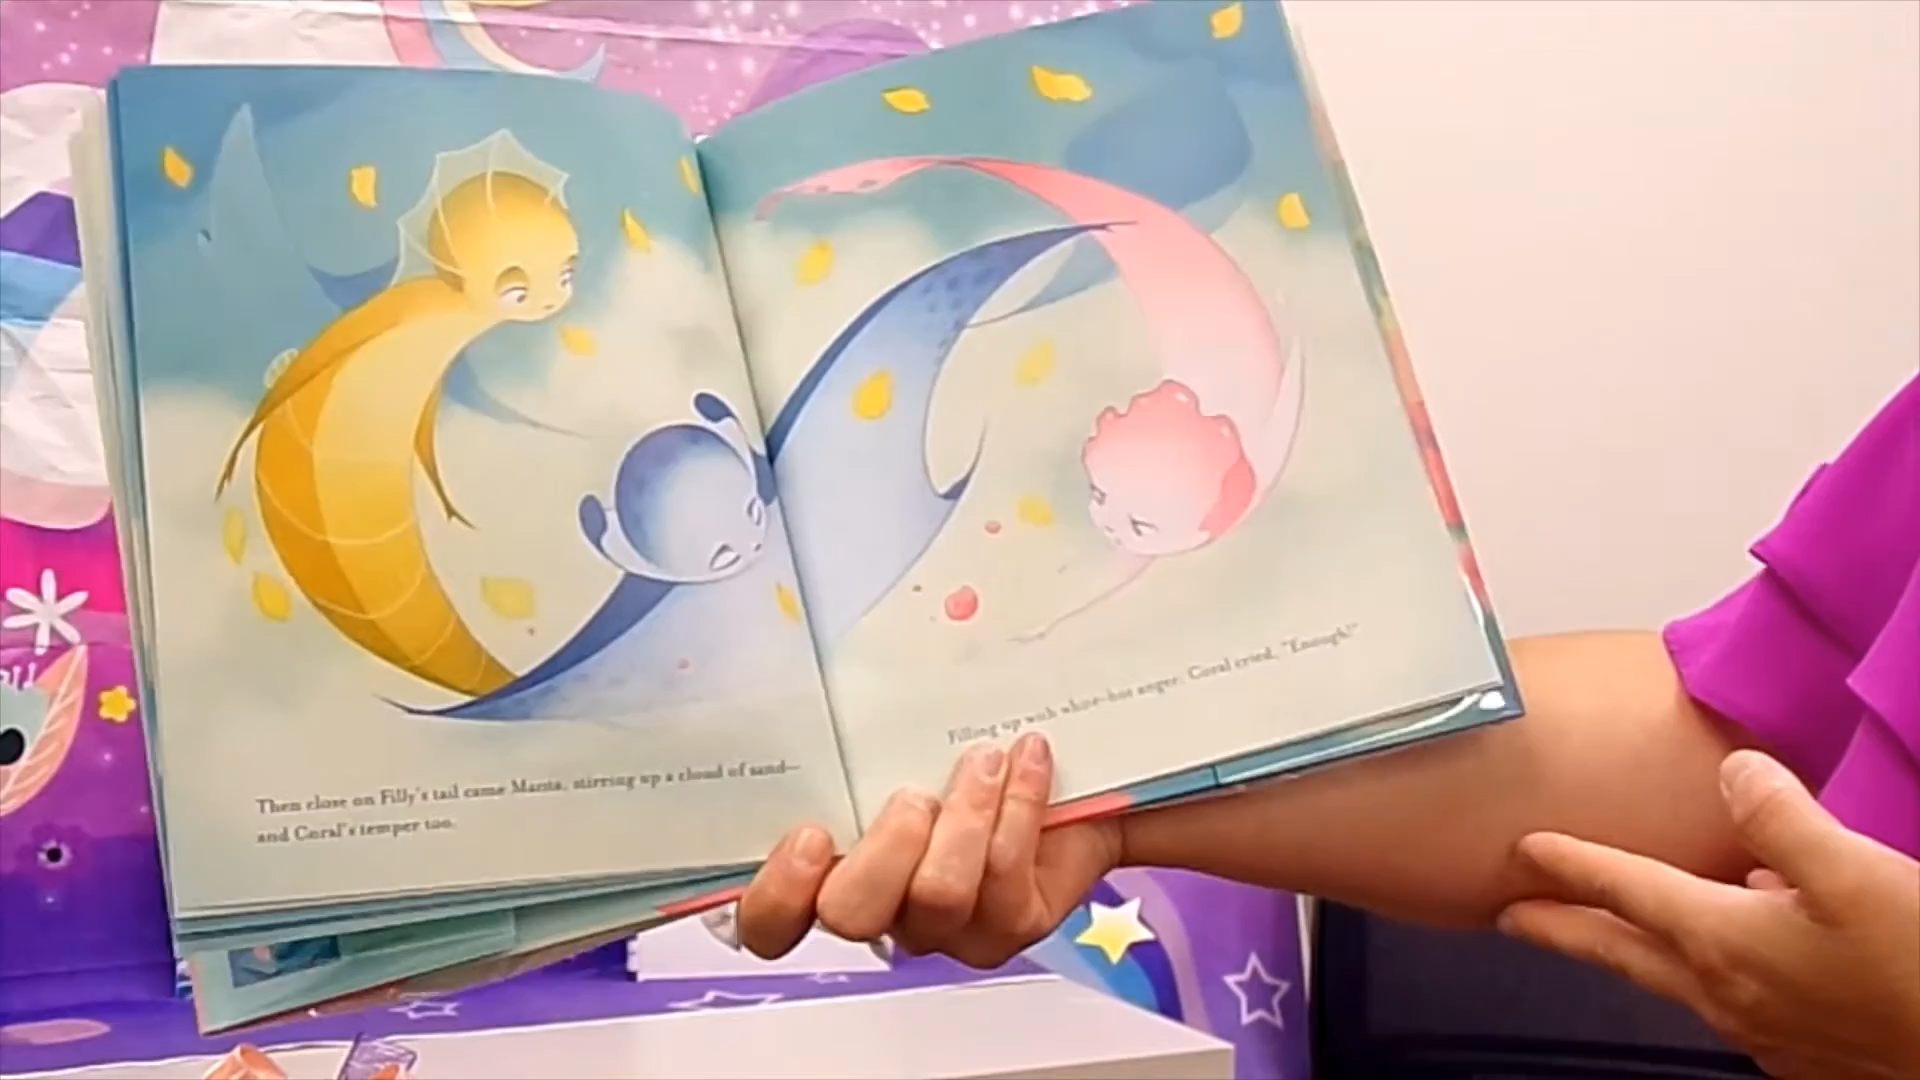 Then close on Filly's tail came Manta, stirring up a cloud of sand—
and Coral's temper too.
Filling up with white-hot anger, Coral cried, "Enough!"